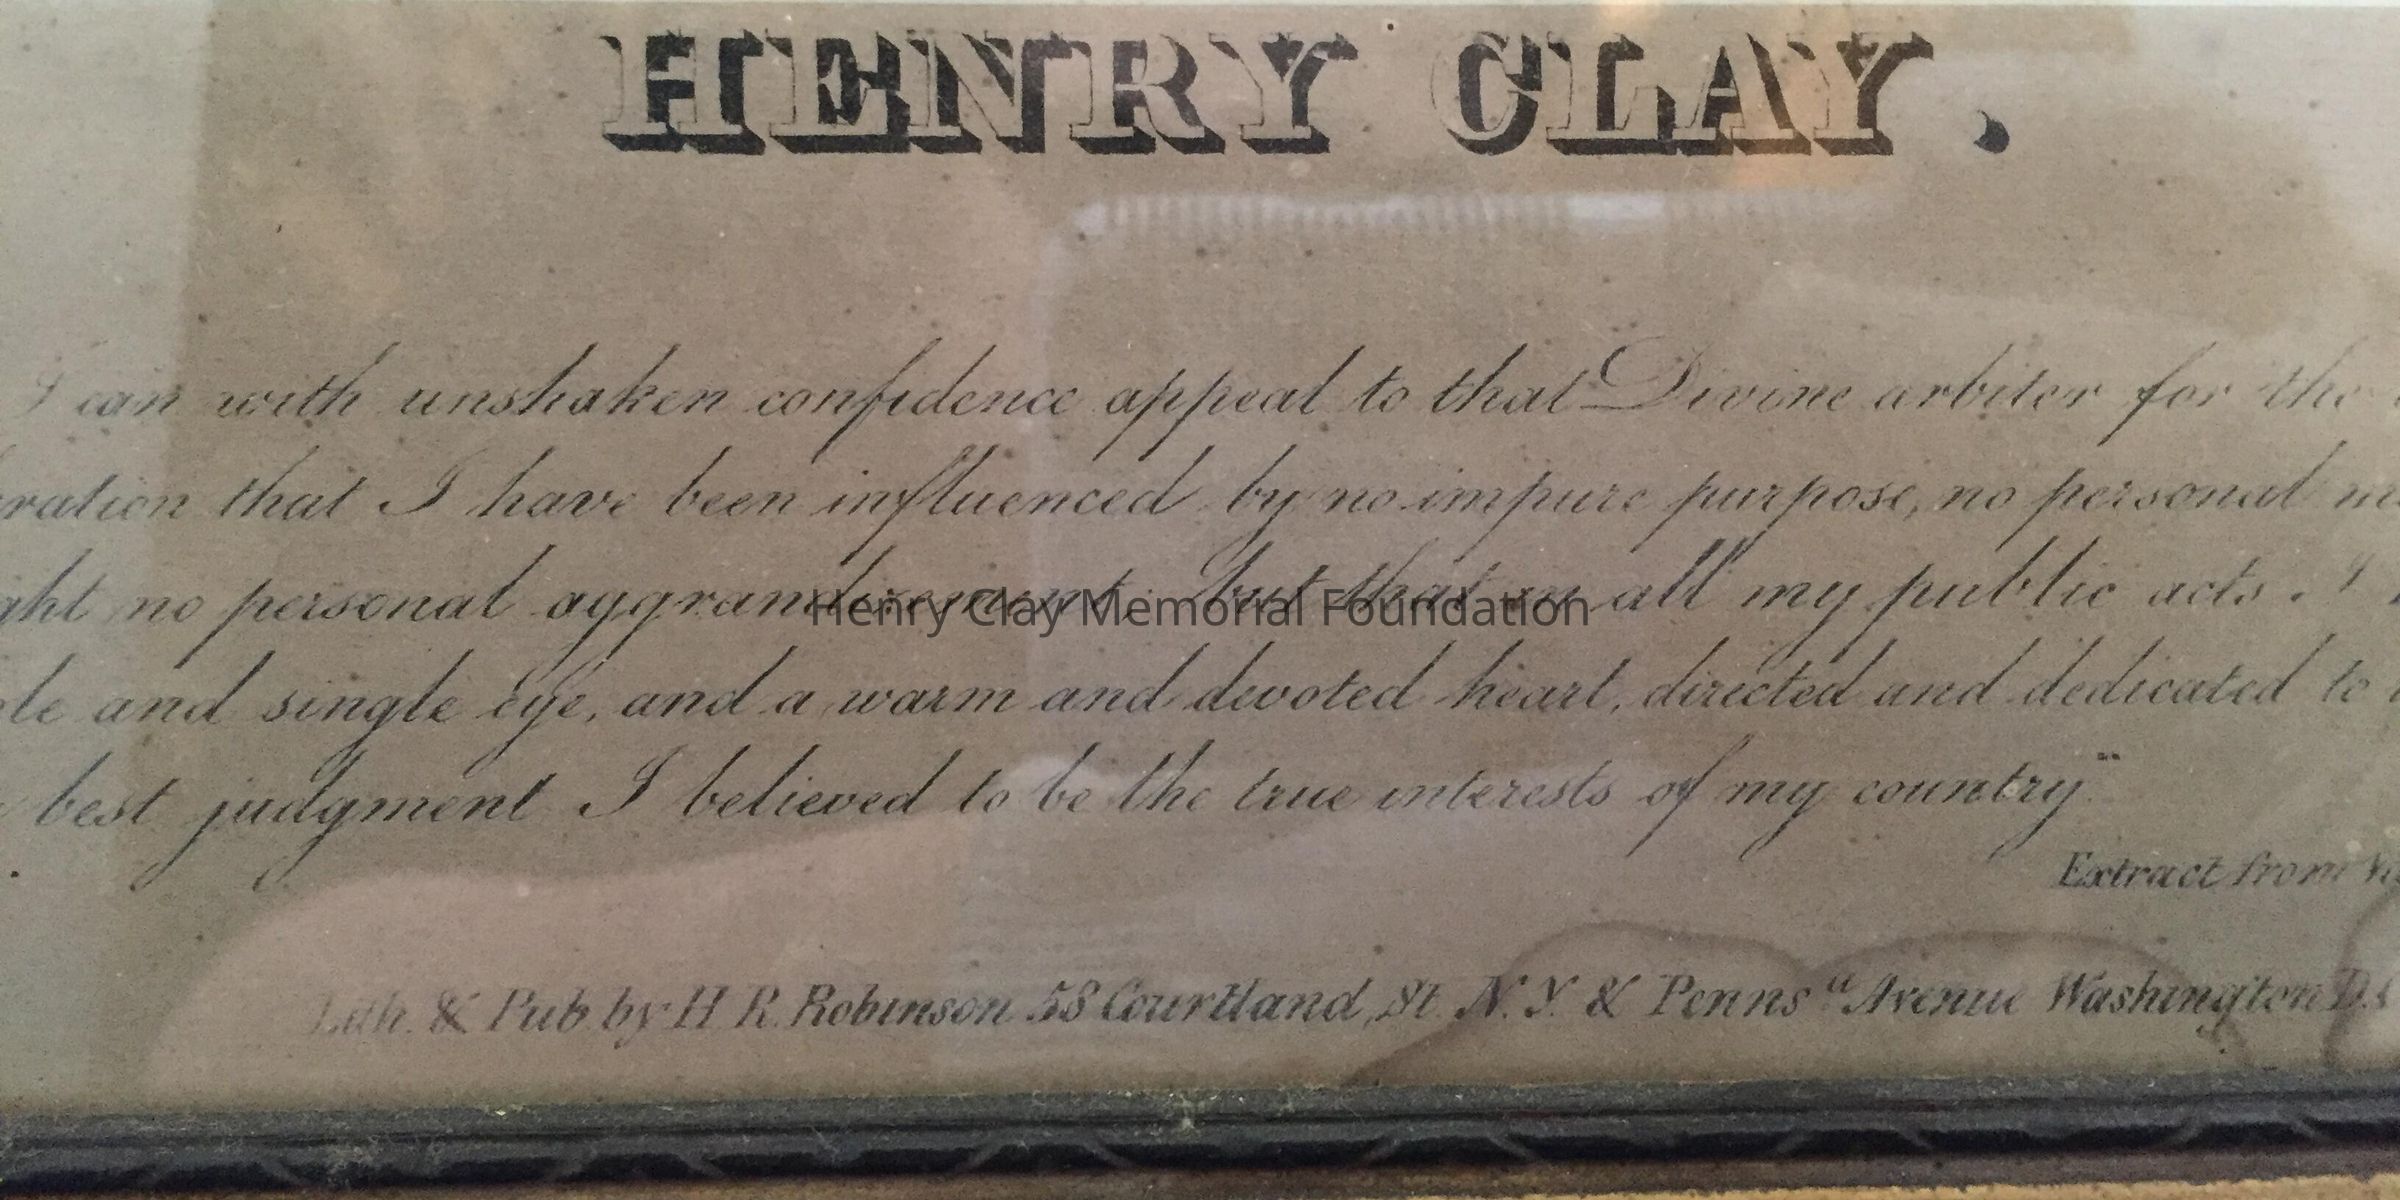 HENRY CLAY.
I can with unshaken confidence appeal to that Divine arbiter for the
ration that I have been influenced by no impure purpose, no personal
ght no personal aggrandizement; but that in all my public acts I
le and single eye, and a warm and devoted heart, directed and dedicated to
best judgment I believed to be the true interests of my country"
Extract from
Lith. & Pub by H R. Robinson 58 Courtland, St. N.Y. & Penns.ª Avenue Washington D.C
Henry Clay Memorial Foundation